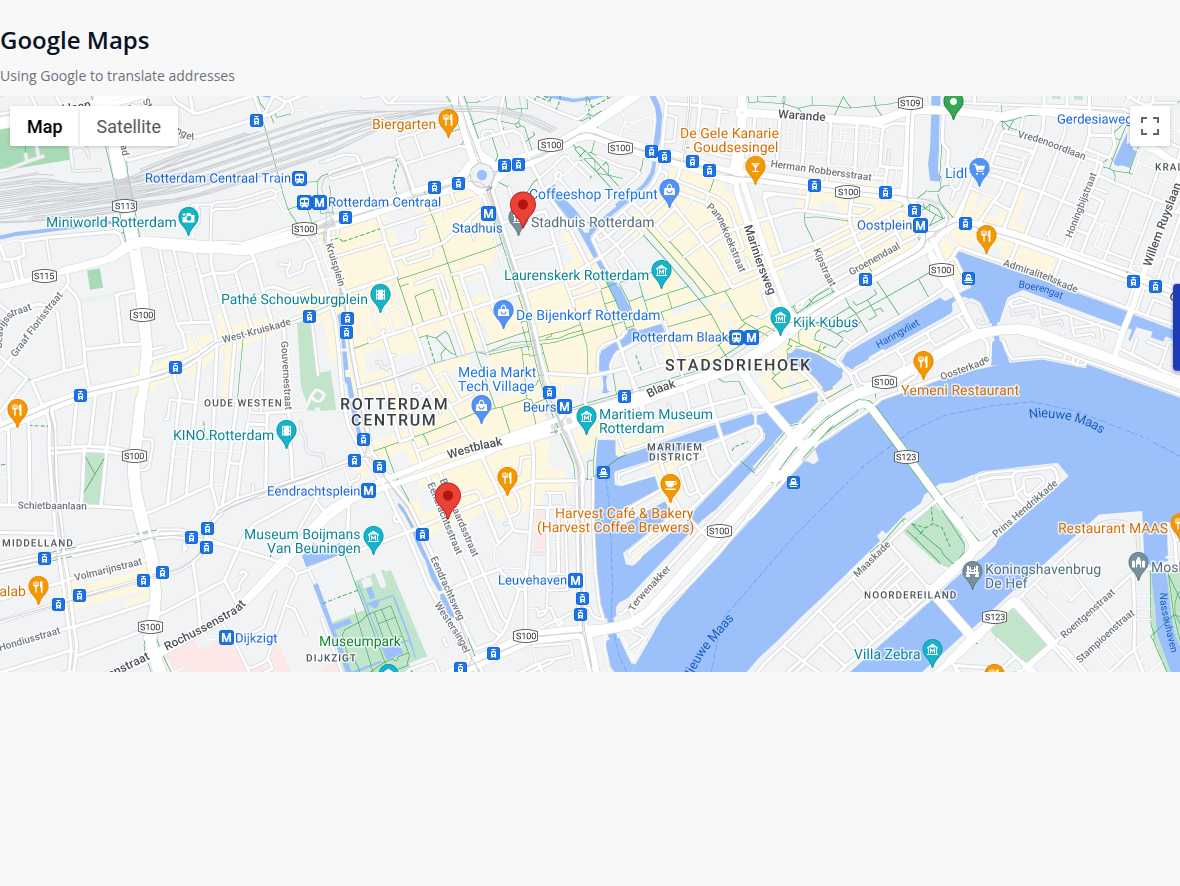 Google Maps
Using Google to translate addresses
Map
Satellite
Biergarten
S100
S100
S109
Warande
Gerdesiaweg
De Gele Kanarie
- Goudsesingel
Vredenoordlaan
Herman Robbersstraat
Lidl
KRAL
Rotterdam Central Train
Rotterdam Centraal
Coffeeshop Trefpunt
S100
S113
Miniworld Rotterdam
S100
Stadhuis
Stadhuis Rotterdam
Pannekoekstraat
Mariniersweg
Oostplein
Honingbijstraat
Willem Ruyslaan
Kruisplein
Kipstraat
Groenendaal
S115
Laurenskerk Rotterdam
S100
Admiraliteitskade
Boerengat
Graaf Florisstraat
Pathé Schouwburgplein
S100
De Bijenkorf Rotterdam
Kijk-Kubus
Haringvliet
West-Kruiskade
Rotterdam Blaak
Gouvernestraat
STADSDRIEHOEK
Oosterkade
Media Markt
Tech Village
S100
Yemeni Restaurant
Blaak
OUDE WESTEN
ROTTERDAM
CENTRUM
Beurs
Maritiem Museum
Rotterdam
Nieuwe Maas
KINO Rotterdam
Westblaak
MARITIEM
DISTRICT
S100
S123
Eendrachtsplein
Eendrachtsstraat
Schietbaanlaan
Harvest Café & Bakery
(Harvest Coffee Brewers)
Prins Hendrikkade
Restaurant MAAS
S100
MIDDELLAND
Museum Boijmans
Van Beuningen
Maaskade
Volmarijnstraat
Koningshavenbrug
De Hef
Eendrachtsweg
Leuvehaven
Terwenakker
NOORDEREILAND
Roentgenstraat
Nassauhaven
S123
Westersingel
Rochussenstraat
S100
Dijkzigt
S100
Museumpark
Stampioenstraat
DIJKZIGT
Villa Zebra